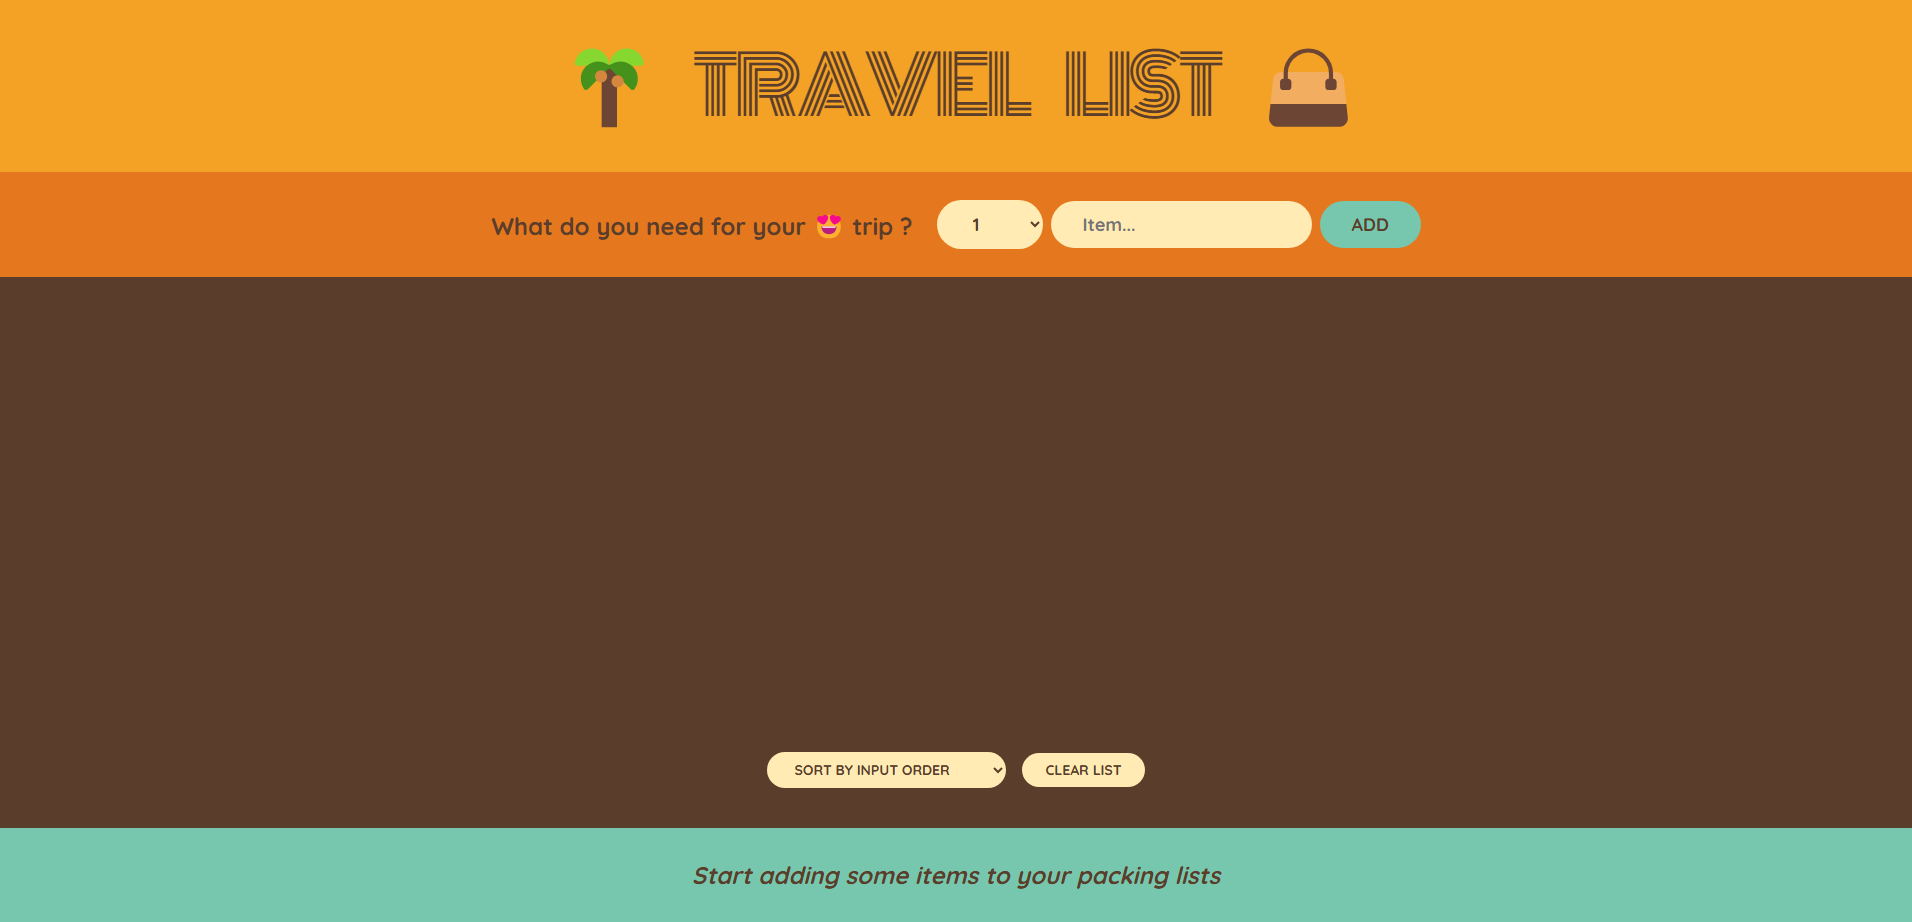 TRAVEL LIST
What do you need for your 😍 trip ? 1 Item... ADD
SORT BY INPUT ORDER CLEAR LIST
Start adding some items to your packing lists